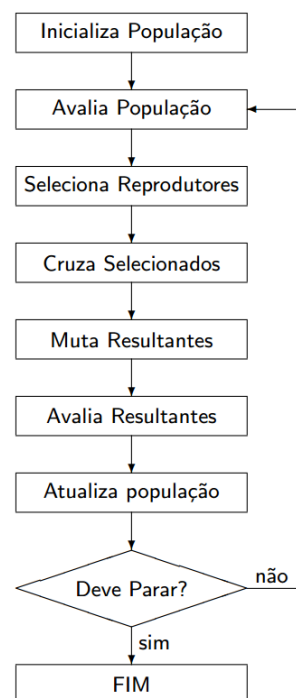 Inicializa População
Avalia População
Seleciona Reprodutores
Cruza Selecionados
Muta Resultantes
Avalia Resultantes
Atualiza população
Deve Parar?
não
sim
FIM